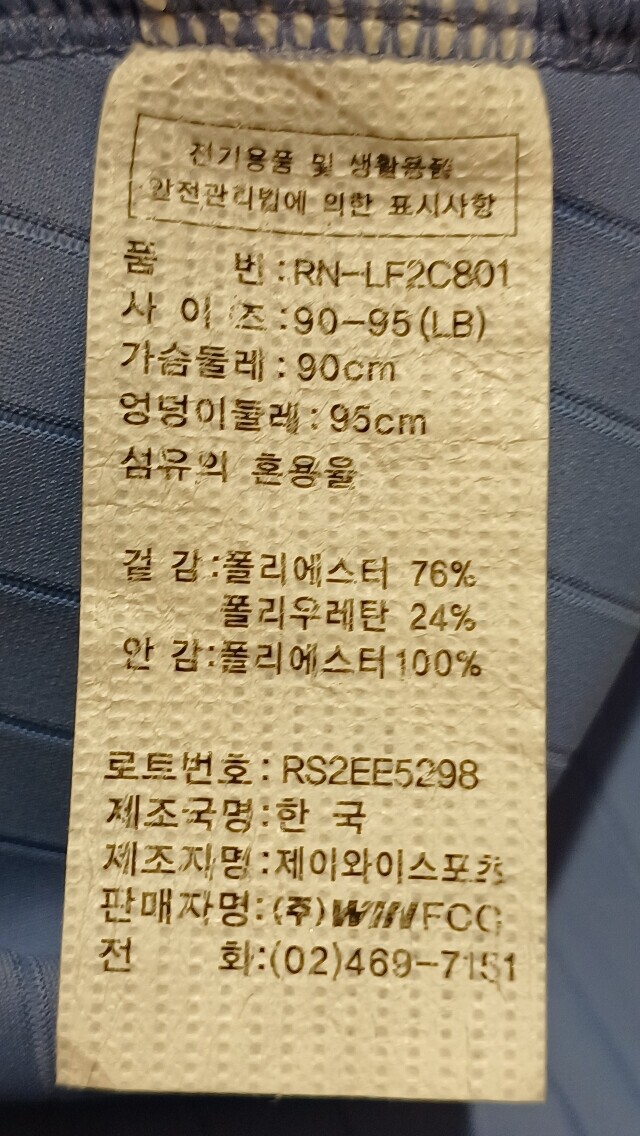 전기용품 및 생활용품
안전관리법에 의한 표시사항
품 번:RN-LF2C801
사 이 즈:90-95(LB)
가슴둘레:90cm
엉덩이둘레:95cm
섬유의 혼용율
겉 감:폴리에스터 76%
폴리우레탄 24%
안 감:폴리에스터100%
로트번호:RS2EE5298
제조국명:한 국
제조자명:제이와이스포츠
판매자명:(주)
전 화:(02)469-7151